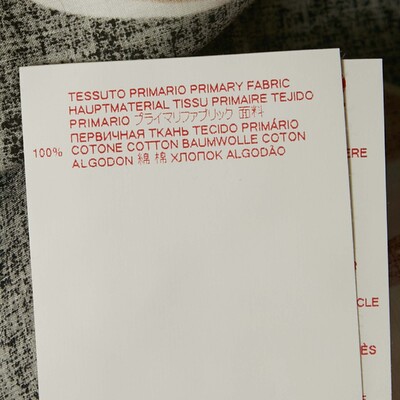 TESSUTO PRIMARIO PRIMARY FABRIC
HAUPTMATERIAL TISSU PRIMAIRE TEJIDO
PRIMARIO プライマリファブリック 面料
ПЕРВИЧНАЯ ТКАНЬ TECIDO PRIMÁRIO
100% COTONE COTTON BAUMWOLLE COTON
ALGODON 綿 棉 ХЛОПОК ALGODÃO